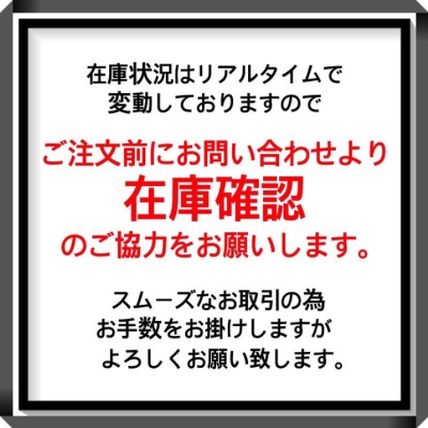 在庫状況はリアルタイムで
変動しておりますので
ご注文前にお問い合わせより
在庫確認
のご協力をお願いします。
スムーズなお取引の為
お手数をお掛けしますが
よろしくお願い致します。